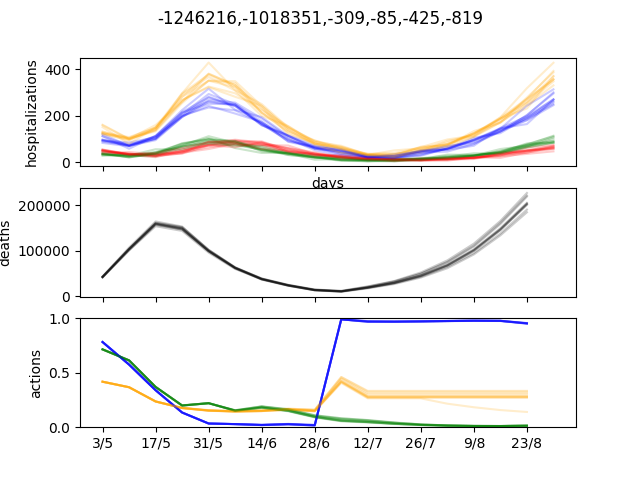 -1246216,-1018351,-309,-85,-425,-819
hospitalizations
400
200
0
days
deaths
200000
100000
0
actions
1.0
0.5
0.0
3/5 17/5 31/5 14/6 28/6 12/7 26/7 9/8 23/8